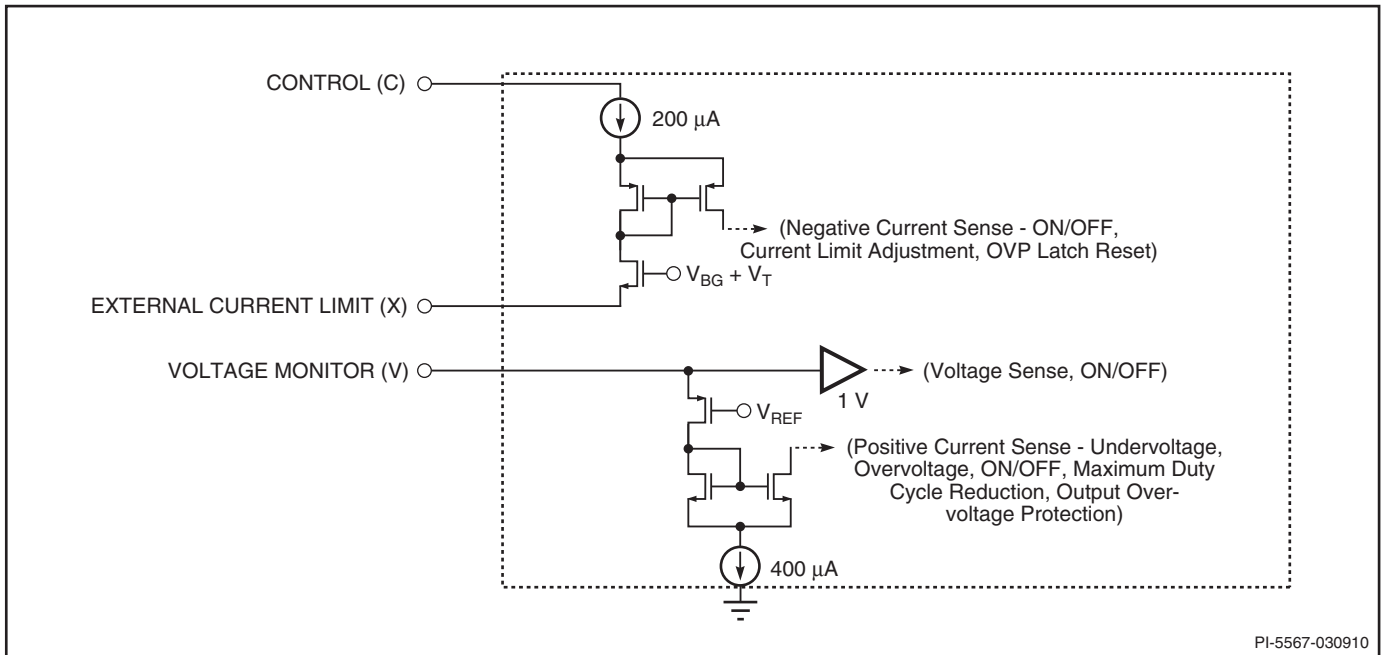 CONTROL (C)
200 μA
(Negative Current Sense - ON/OFF,
Current Limit Adjustment, OVP Latch Reset)
VBG + VT
EXTERNAL CURRENT LIMIT (X)
VOLTAGE MONITOR (V)
(Voltage Sense, ON/OFF)
1 V
VREF
(Positive Current Sense - Undervoltage,
Overvoltage, ON/OFF, Maximum Duty
Cycle Reduction, Output Over-
voltage Protection)
400 μA
PI-5567-030910